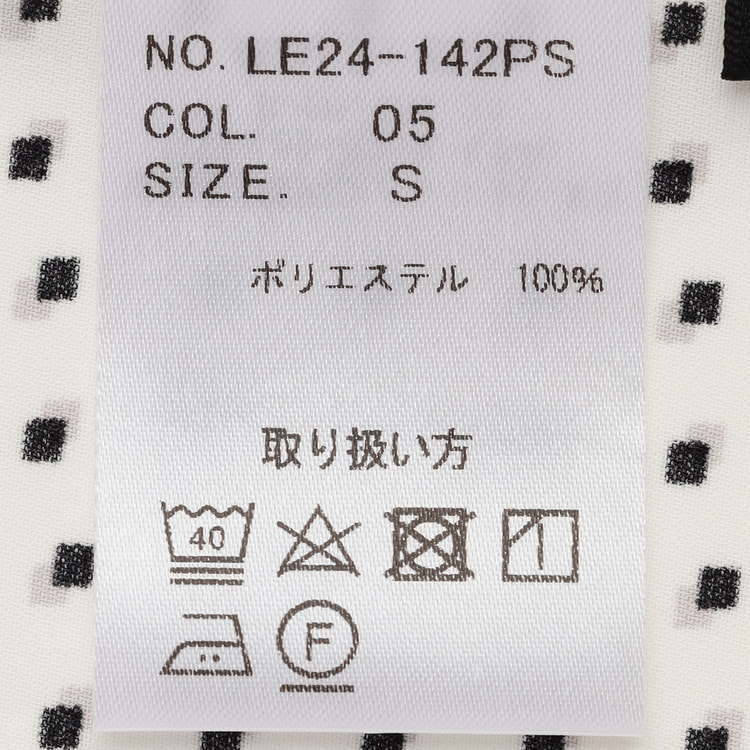 NO. LE24-142PS
COL. 05
SIZE. S
ポリエステル 100%
取り扱い方
40
F